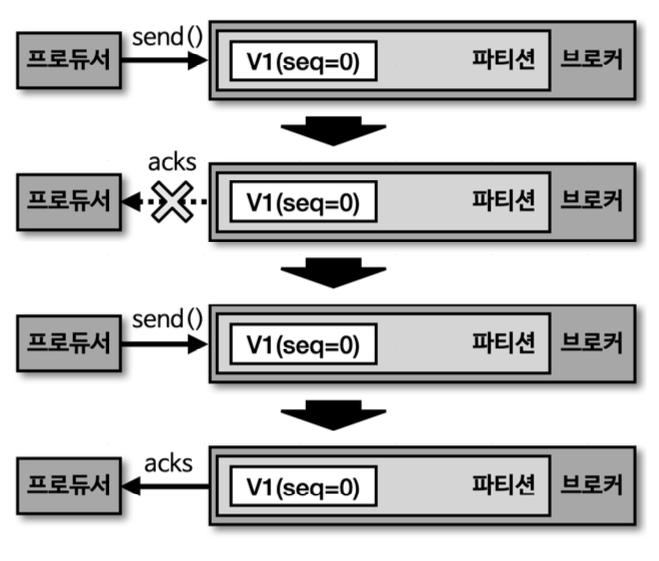 send()
프로듀서
V1(seq=0)
파티션
브로커
acks
프로듀서
V1(seq=0)
파티션
브로커
send()
프로듀서
V1(seq=0)
파티션
브로커
acks
프로듀서
V1(seq=0)
파티션
브로커